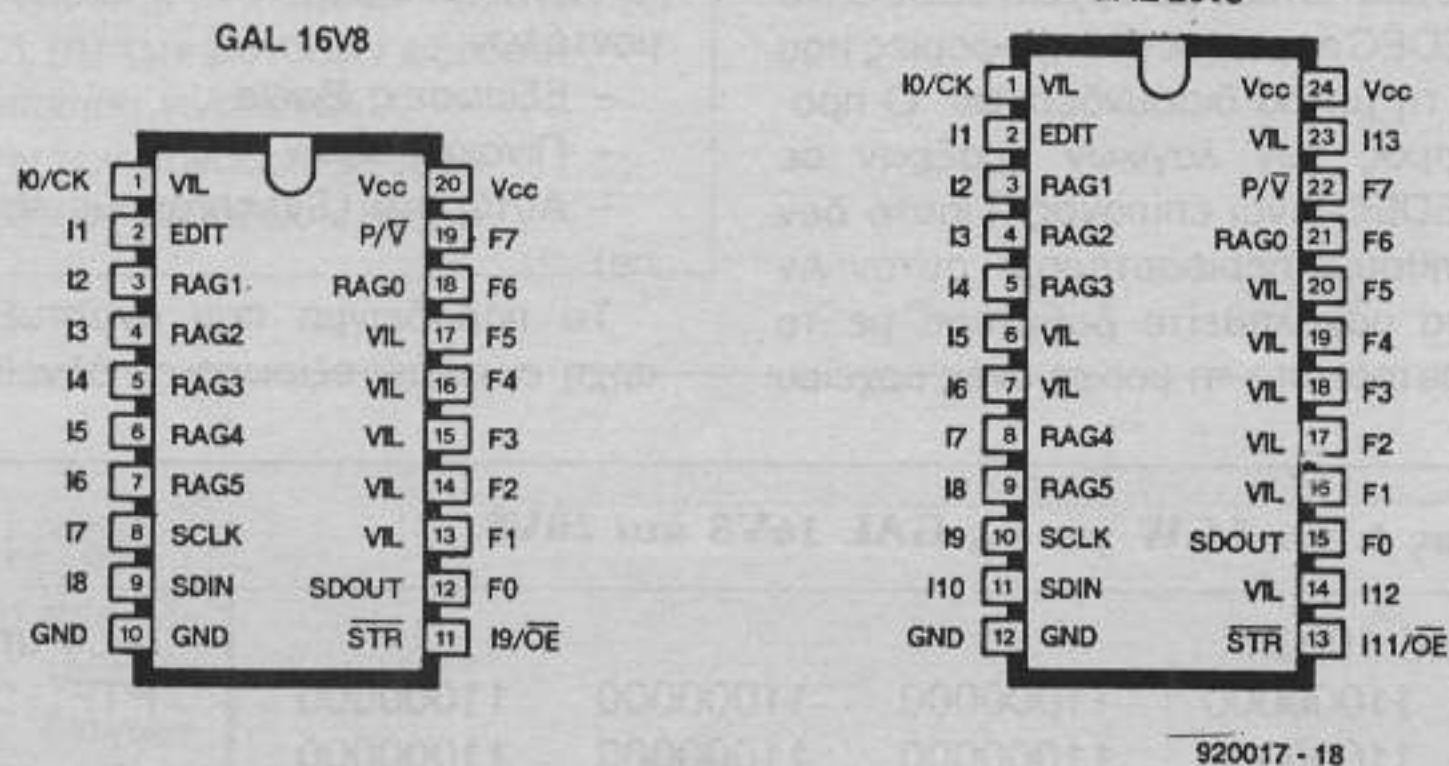 GAL 16V8
I0/CK 1 VIL Vcc 20 Vcc
I1 2 EDIT P/V̅ 19 F7
I2 3 RAG1 RAG0 18 F6
I3 4 RAG2 VIL 17 F5
I4 5 RAG3 VIL 16 F4
I5 6 RAG4 VIL 15 F3
I6 7 RAG5 VIL 14 F2
I7 8 SCLK VIL 13 F1
I8 9 SDIN SDOUT 12 F0
GND 10 GND S̅T̅R̅ 11 I9/O̅E̅
I0/CK 1 VIL Vcc 24 Vcc
I1 2 EDIT VIL 23 I13
I2 3 RAG1 P/V̅ 22 F7
I3 4 RAG2 RAG0 21 F6
I4 5 RAG3 VIL 20 F5
I5 6 VIL VIL 19 F4
I6 7 VIL VIL 18 F3
I7 8 RAG4 VIL 17 F2
I8 9 RAG5 VIL 16 F1
I9 10 SCLK SDOUT 15 F0
I10 11 SDIN VIL 14 I12
GND 12 GND S̅T̅R̅ 13 I11/O̅E̅
920017 - 18